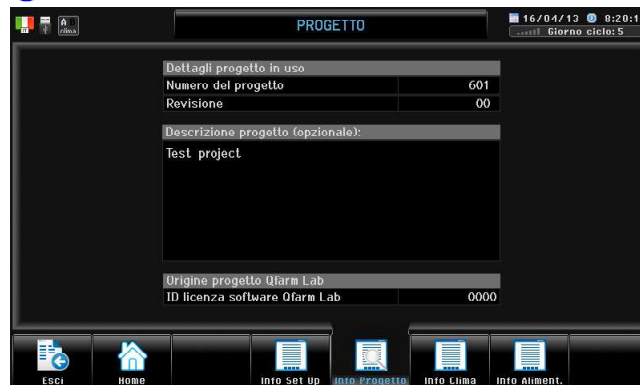 IT
A
clima
PROGETTO
16/04/13 8:20:1
Giorno ciclo: 5
Dettagli progetto in uso
Numero del progetto 601
Revisione 00
Descrizione progetto (opzionale):
Test project
Origine progetto Qfarm Lab
ID licenza software Qfarm Lab 0000
Esci
Home
Info Set Up
Info Progetto
Info Clima
Info Aliment.